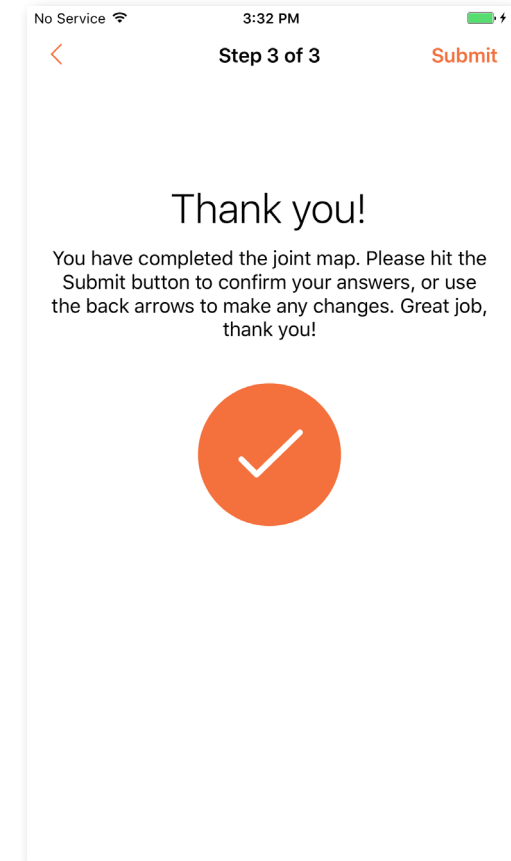 No Service 3:32 PM
Step 3 of 3 Submit
Thank you!
You have completed the joint map. Please hit the
Submit button to confirm your answers, or use
the back arrows to make any changes. Great job,
thank you!